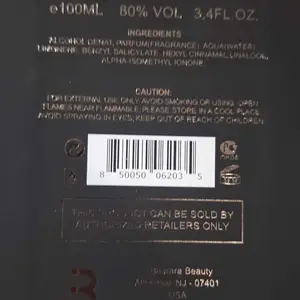 ℮100ML 80% VOL 3.4FL.OZ.
INGREDIENTS
ALCOHOL DENAT, PARFUM(FRAGRANCE), AQUA(WATER)
LIMONENE, BENZYL SALICYLATE, HEXYL CINNAMAL, LINALOOL,
ALPHA-ISOMETHYL IONONE.
CAUTION
FOR EXTERNAL USE ONLY. AVOID SMOKING OR USING OPEN
FLAMES NEAR FLAMMABLE, PLEASE STORE IN A COOL PLACE
AVOID SPRAYING IN EYES, KEEP OUT OF REACH OF CHILDREN
8 50050 06203 5
THIS PRODUCT CAN BE SOLD BY
AUTHORIZED RETAILERS ONLY
Beauty
NJ - 07401
USA